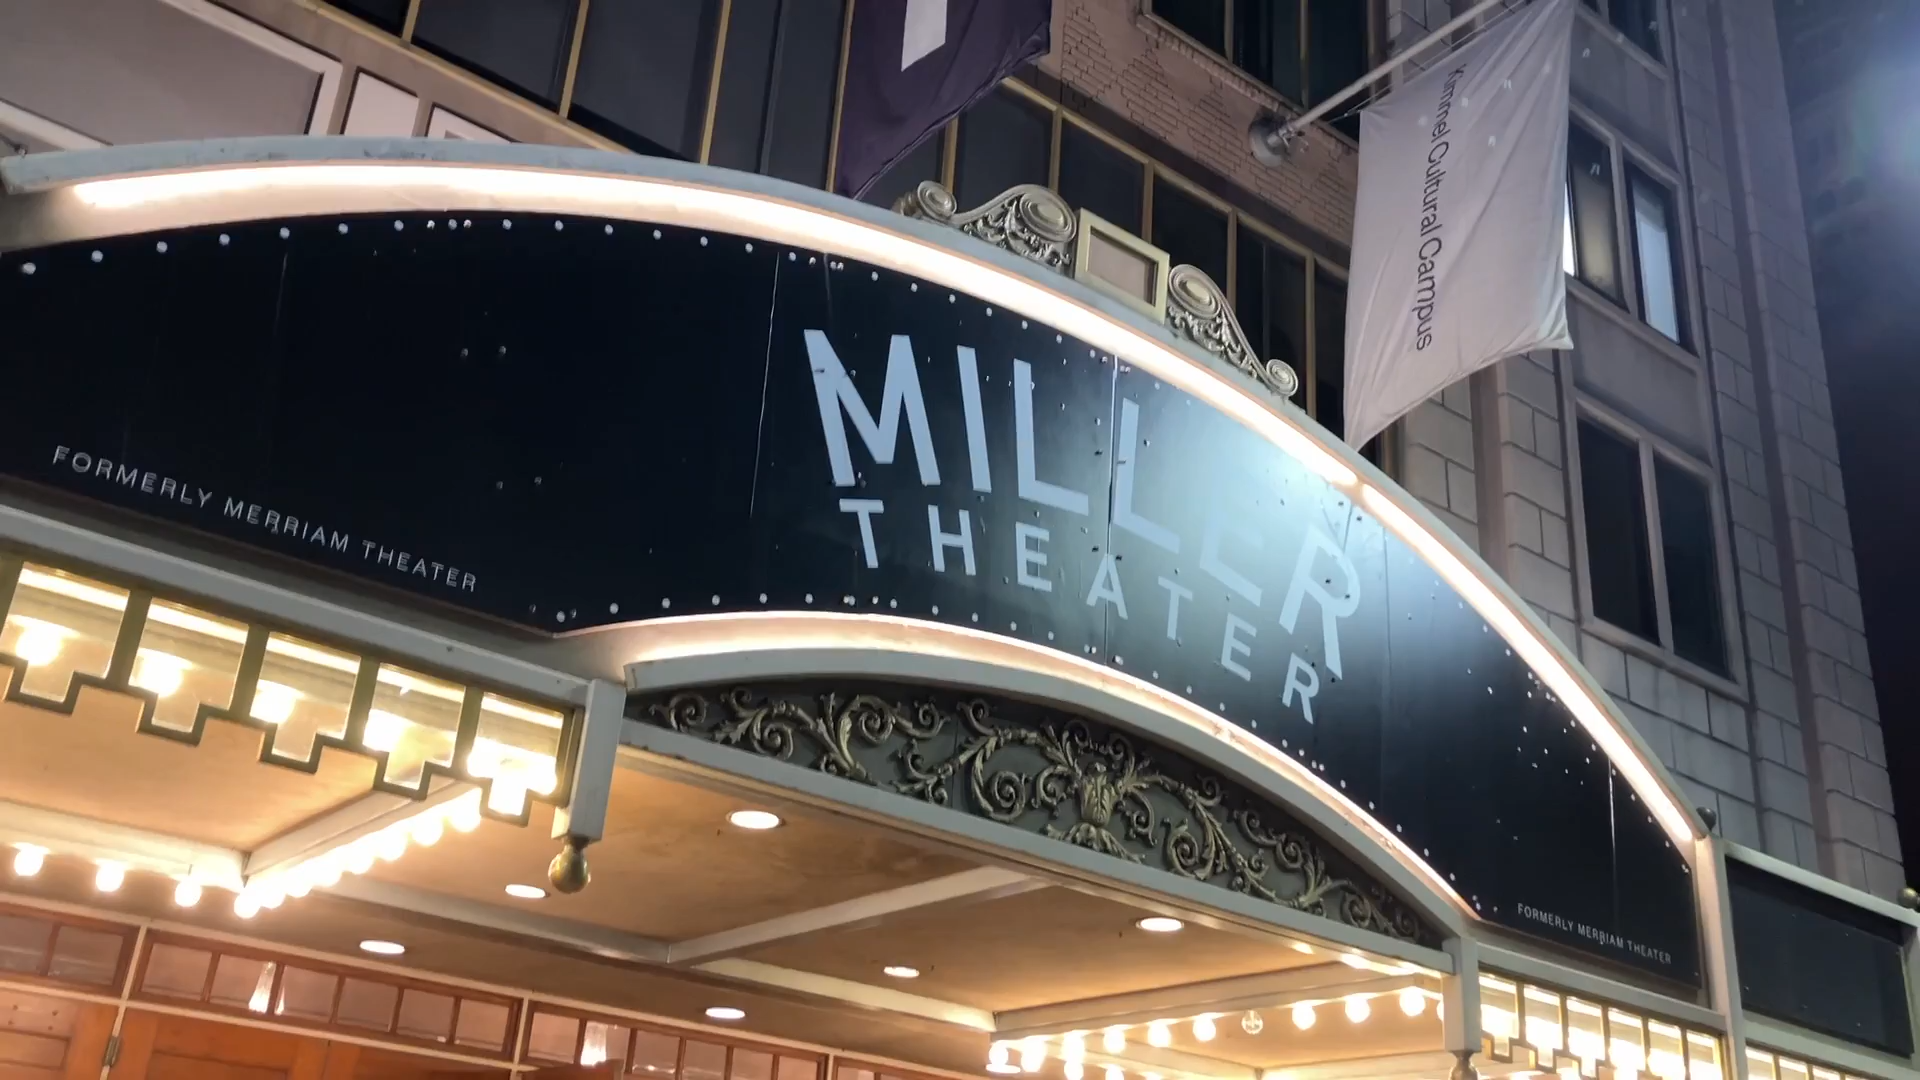 Kimmel Cultural Campus
MILLER
THEATER
FORMERLY MERRIAM THEATER
FORMERLY MERRIAM THEATER